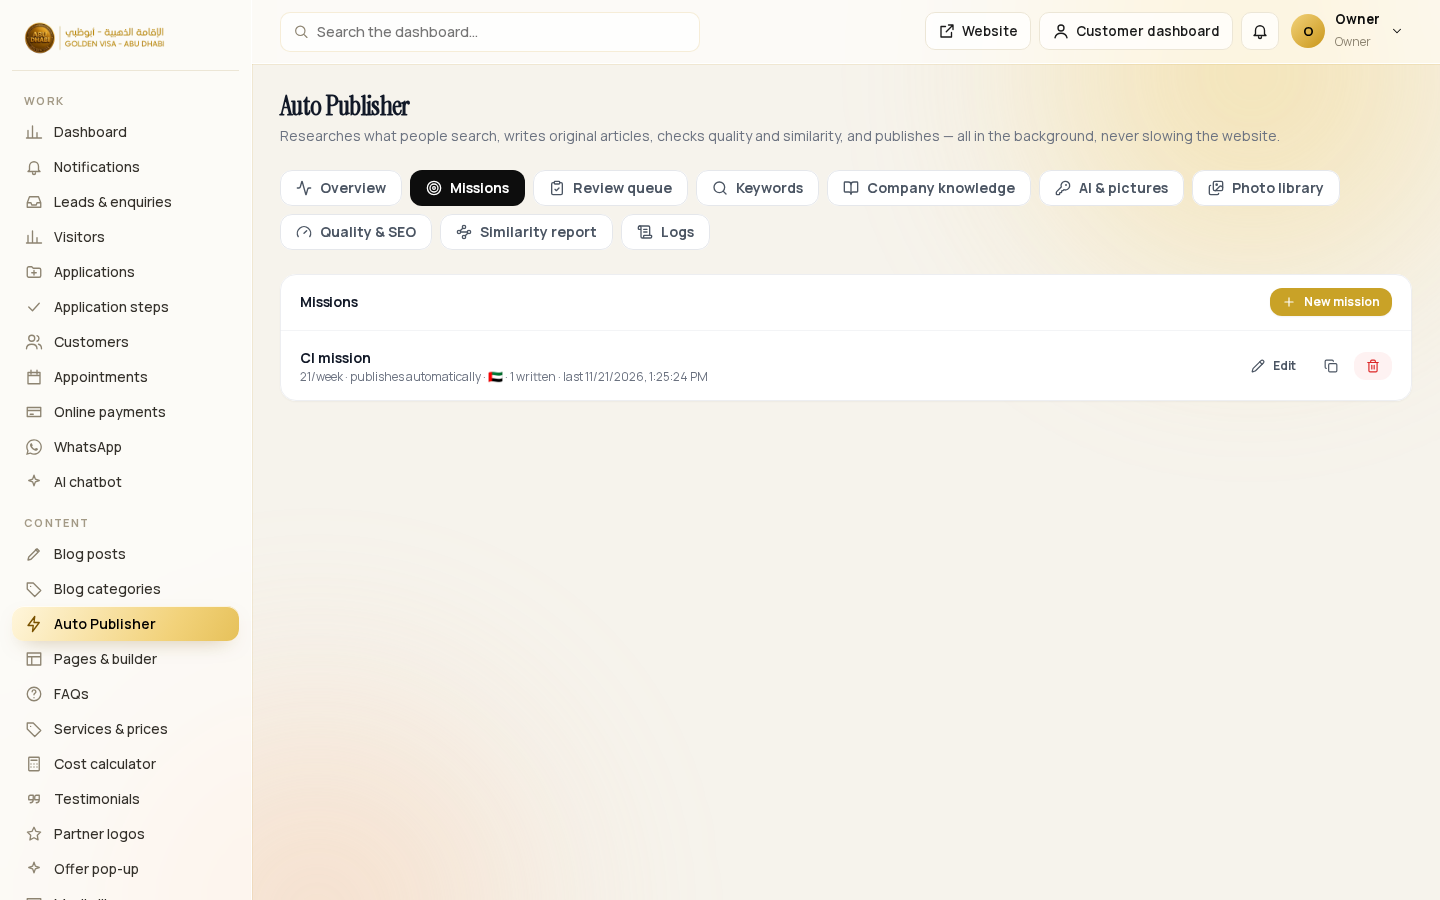 الإقامة الذهبية - ابوظبي
GOLDEN VISA - ABU DHABI
ABU DHABI
Search the dashboard...
Website
Customer dashboard
O
Owner
Owner
WORK
Dashboard
Notifications
Leads & enquiries
Visitors
Applications
Application steps
Customers
Appointments
Online payments
WhatsApp
AI chatbot
CONTENT
Blog posts
Blog categories
Auto Publisher
Pages & builder
FAQs
Services & prices
Cost calculator
Testimonials
Partner logos
Offer pop-up
Auto Publisher
Researches what people search, writes original articles, checks quality and similarity, and publishes — all in the background, never slowing the website.
Overview
Missions
Review queue
Keywords
Company knowledge
AI & pictures
Photo library
Quality & SEO
Similarity report
Logs
Missions
New mission
CI mission
21/week · publishes automatically · 🇦🇪 · 1 written · last 11/21/2026, 1:25:24 PM
Edit